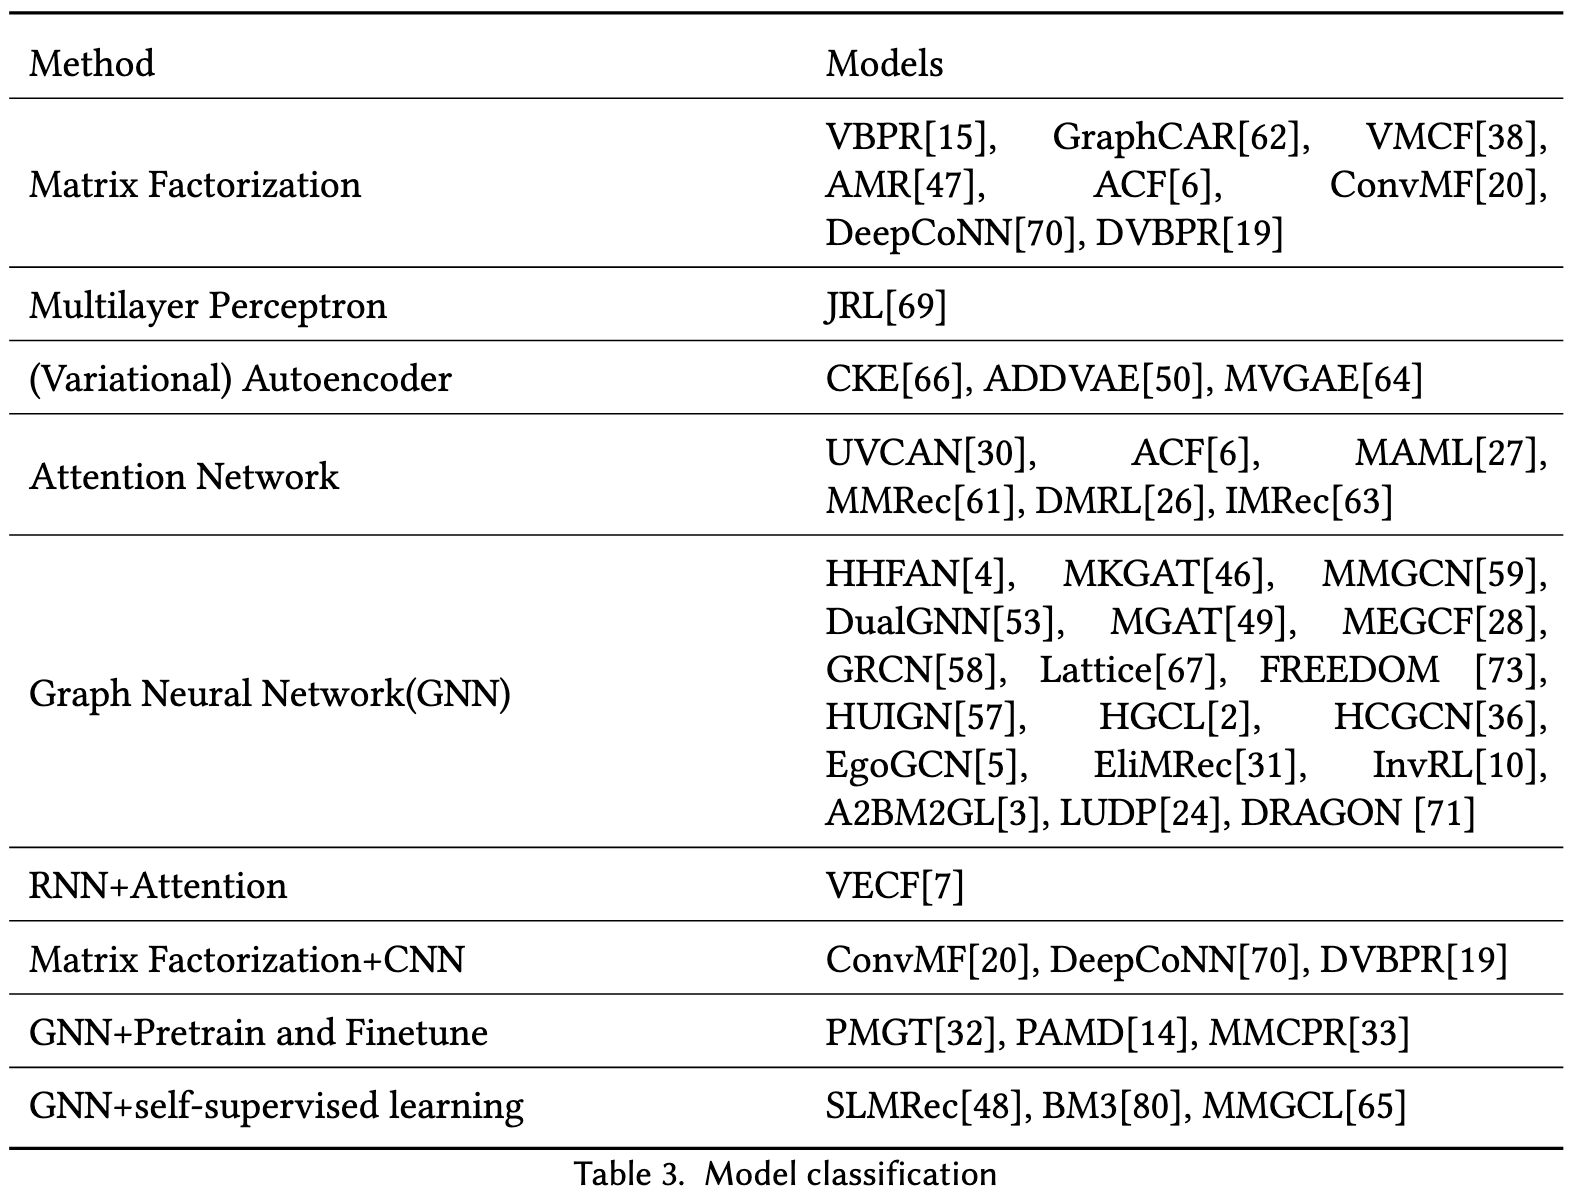 Method Models
Matrix Factorization
VBPR[15], GraphCAR[62], VMCF[38],
AMR[47], ACF[6], ConvMF[20],
DeepCoNN[70], DVBPR[19]
Multilayer Perceptron JRL[69]
(Variational) Autoencoder CKE[66], ADDVAE[50], MVGAE[64]
Attention Network
UVCAN[30], ACF[6], MAML[27],
MMRec[61], DMRL[26], IMRec[63]
Graph Neural Network(GNN)
HHFAN[4], MKGAT[46], MMGCN[59],
DualGNN[53], MGAT[49], MEGCF[28],
GRCN[58], Lattice[67], FREEDOM [73],
HUIGN[57], HGCL[2], HCGCN[36],
EgoGCN[5], EliMRec[31], InvRL[10],
A2BM2GL[3], LUDP[24], DRAGON [71]
RNN+Attention VECF[7]
Matrix Factorization+CNN ConvMF[20], DeepCoNN[70], DVBPR[19]
GNN+Pretrain and Finetune PMGT[32], PAMD[14], MMCPR[33]
GNN+self-supervised learning SLMRec[48], BM3[80], MMGCL[65]
Table 3. Model classification